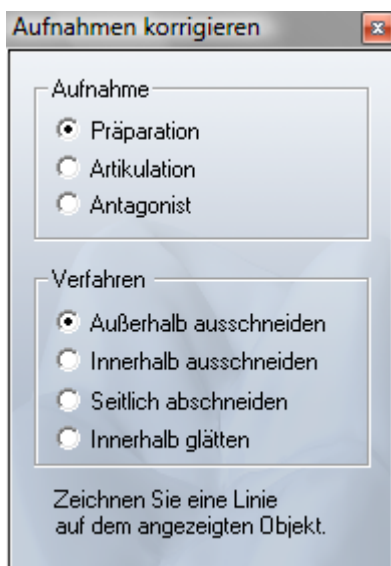 Aufnahmen korrigieren
Aufnahme
Präparation
Artikulation
Antagonist
Verfahren
Außerhalb ausschneiden
Innerhalb ausschneiden
Seitlich abschneiden
Innerhalb glätten
Zeichnen Sie eine Linie
auf dem angezeigten Objekt.